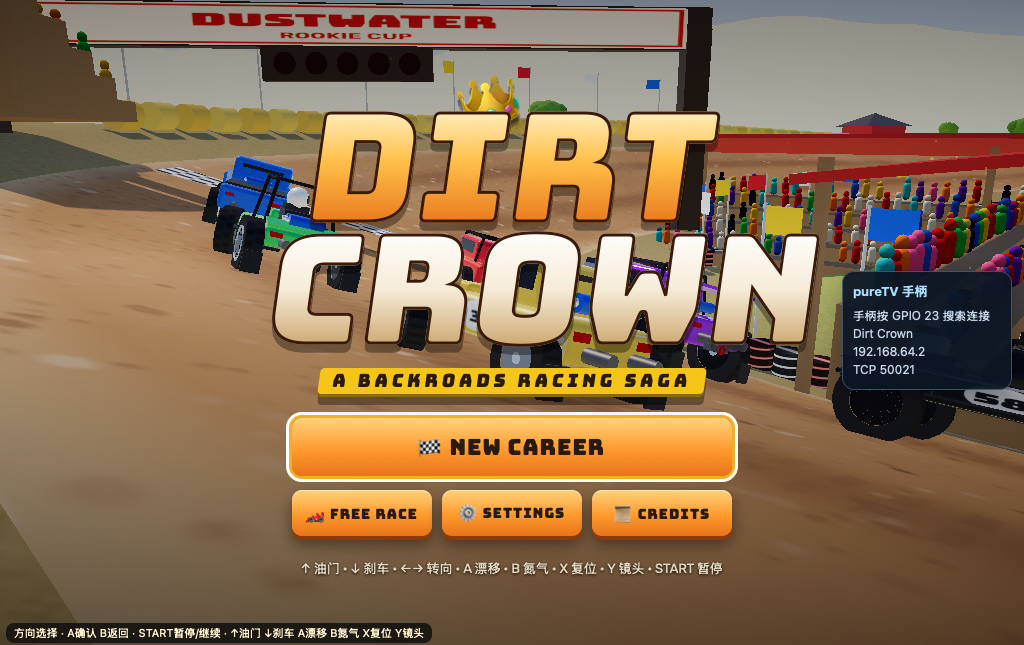 DUSTWATER
ROOKIE CUP
DIRT
CROWN
A BACKROADS RACING SAGA
pureTV 手柄
手柄按 GPIO 23 搜索连接
Dirt Crown
192.168.64.2
TCP 50021
58
NEW CAREER
FREE RACE
SETTINGS
CREDITS
↑ 油门 • ↓ 刹车 • ←→ 转向 • A 漂移 • B 氮气 • X 复位 • Y 镜头 • START 暂停
方向选择 · A确认 B返回 · START暂停/继续 · ↑油门 ↓刹车 A漂移 B氮气 X复位 Y镜头